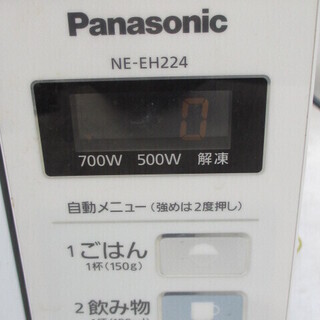 Panasonic
NE-EH224
0
700W 500W 解凍
自動メニュー（強めは2度押し）
1 ごはん
1杯(150g)
2 飲み物